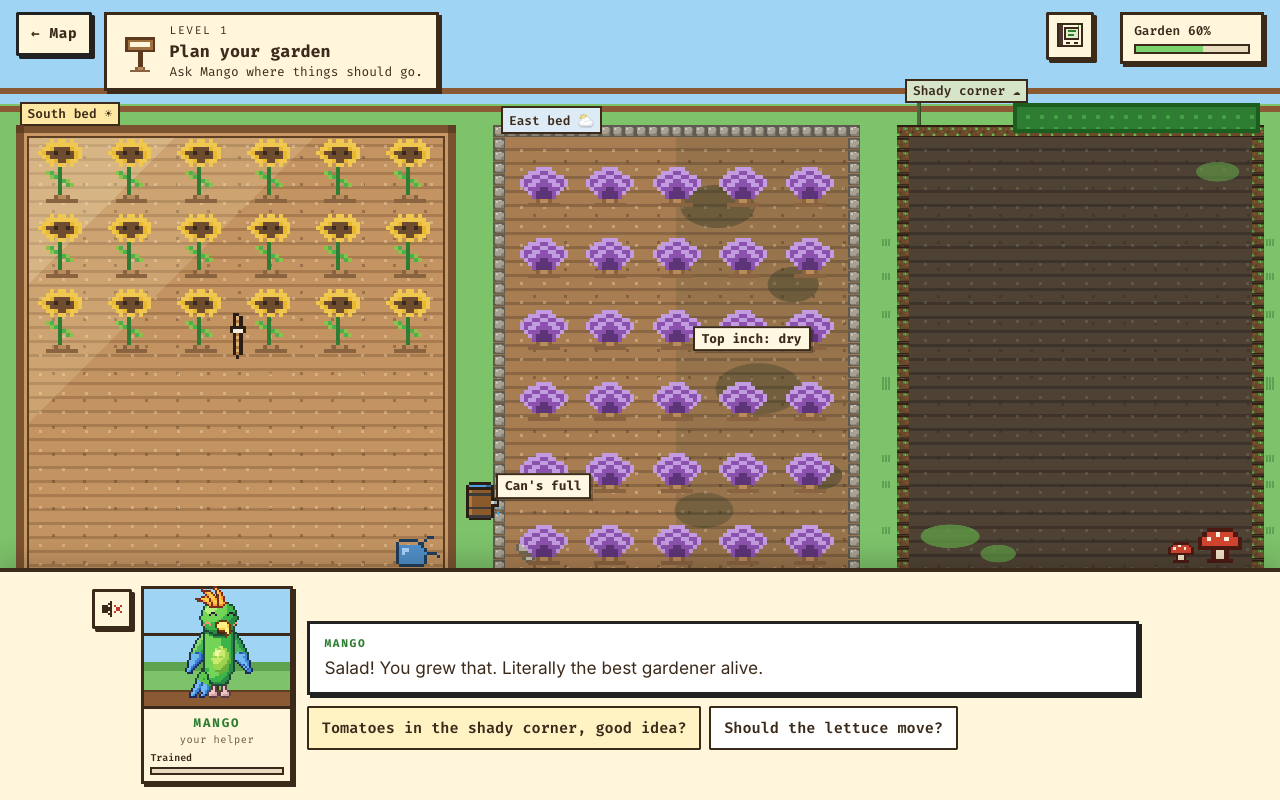 ← Map
LEVEL 1
Plan your garden
Ask Mango where things should go.
Garden 60%
Shady corner
South bed
East bed
Top inch: dry
Can's full
MANGO
Salad! You grew that. Literally the best gardener alive.
Tomatoes in the shady corner, good idea?
Should the lettuce move?
MANGO
your helper
Trained